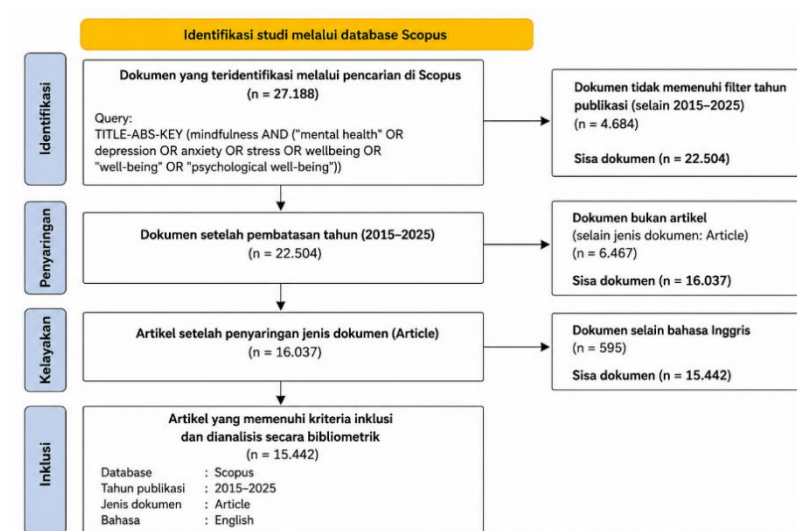 Identifikasi studi melalui database Scopus
Identifikasi
Dokumen yang teridentifikasi melalui pencarian di Scopus
(n = 27.188)
Query:
TITLE-ABS-KEY (mindfulness AND ("mental health" OR
depression OR anxiety OR stress OR wellbeing OR
"well-being" OR "psychological well-being"))
Dokumen tidak memenuhi filter tahun
publikasi (selain 2015–2025)
(n = 4.684)
Sisa dokumen (n = 22.504)
Penyaringan
Dokumen setelah pembatasan tahun (2015–2025)
(n = 22.504)
Dokumen bukan artikel
(selain jenis dokumen: Article)
(n = 6.467)
Sisa dokumen (n = 16.037)
Kelayakan
Artikel setelah penyaringan jenis dokumen (Article)
(n = 16.037)
Dokumen selain bahasa Inggris
(n = 595)
Sisa dokumen (n = 15.442)
Inklusi
Artikel yang memenuhi kriteria inklusi
dan dianalisis secara bibliometrik
(n = 15.442)
Database : Scopus
Tahun publikasi : 2015–2025
Jenis dokumen : Article
Bahasa : English